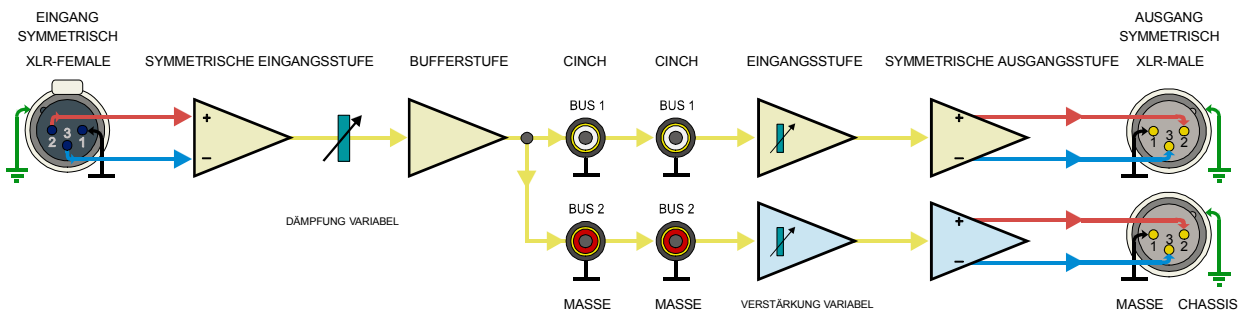 EINGANG
SYMMETRISCH
XLR-FEMALE
SYMMETRISCHE EINGANGSSTUFE
BUFFERSTUFE
CINCH
CINCH
EINGANGSSTUFE
SYMMETRISCHE AUSGANGSSTUFE
AUSGANG
SYMMETRISCH
XLR-MALE
2 3 1
+
−
DÄMPFUNG VARIABEL
BUS 1
BUS 1
+
−
1 3 2
BUS 2
BUS 2
+
−
1 3 2
MASSE
MASSE
VERSTÄRKUNG VARIABEL
MASSE
CHASSIS